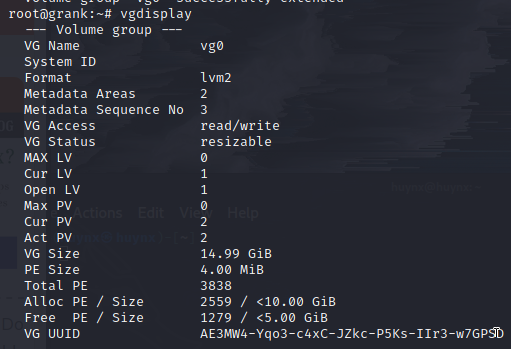 Volume group "vg0" successfully extended
root@grank:~# vgdisplay
--- Volume group ---
VG Name vg0
System ID
Format lvm2
Metadata Areas 2
Metadata Sequence No 3
VG Access read/write
VG Status resizable
MAX LV 0
Cur LV 1
Open LV 1
Max PV 0
Cur PV 2
Act PV 2
VG Size 14.99 GiB
PE Size 4.00 MiB
Total PE 3838
Alloc PE / Size 2559 / <10.00 GiB
Free PE / Size 1279 / <5.00 GiB
VG UUID AE3MW4-Yqo3-c4xC-JZkc-P5Ks-IIr3-w7GPSD
Actions Edit View Help